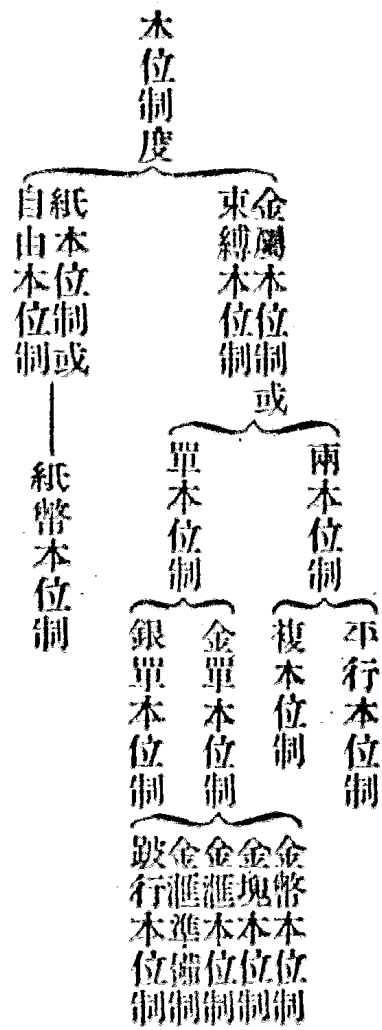 本位制度
金屬本位制或
束縛本位制
紙本位制或
自由本位制
兩本位制
單本位制
紙幣本位制
平行本位制
複本位制
金單本位制
銀單本位制
金幣本位制
金塊本位制
金滙本位制
金滙準備制
跛行本位制